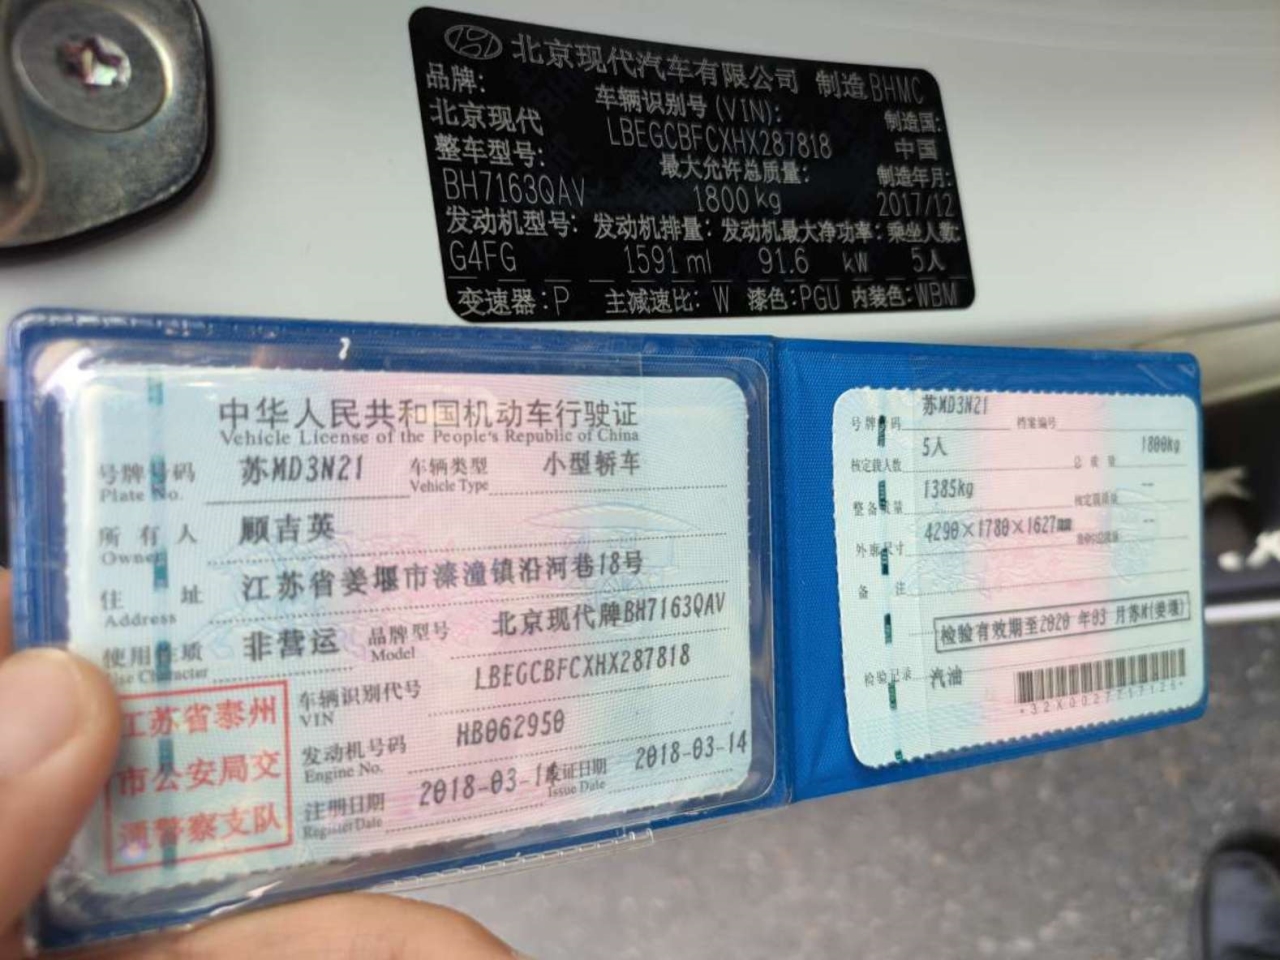 北京现代汽车有限公司 制造 BHMC
品牌: 车辆识别号(VIN): 制造国:
北京现代 LBEGCBFCXHX287818 中国
整车型号: 最大允许总质量: 制造年月:
BH7163QAV 1800kg 2017/12
发动机型号: 发动机排量: 发动机最大净功率: 乘坐人数:
G4FG 1591 ml 91.6 kW 5人
变速器:P 主减速比: W 漆色:PGU 内装色:WBM
中华人民共和国机动车行驶证
Vehicle License of the People's Republic of China
号牌号码 苏MD3N21 车辆类型 小型轿车
Plate No. Vehicle Type
所有人 顾吉英
Owner
住址 江苏省姜堰市溱潼镇沿河巷18号
Address
使用性质 非营运 品牌型号 北京现代牌BH7163QAV
Use Character Model
车辆识别代号 LBEGCBFCXHX287818
VIN
发动机号码 HB062950
Engine No.
注册日期 2018-03-14 发证日期 2018-03-14
Register Date Issue Date
江苏省泰州
市公安局交
通警察支队
号牌号码 苏MD3N21 档案编号
核定载人数 5人 总质量 1800kg
整备质量 1385kg 核定载质量 --
外廓尺寸 4290×1780×1627mm --
备注
检验有效期至2020年03月苏M(姜堰)
检验记录 汽油